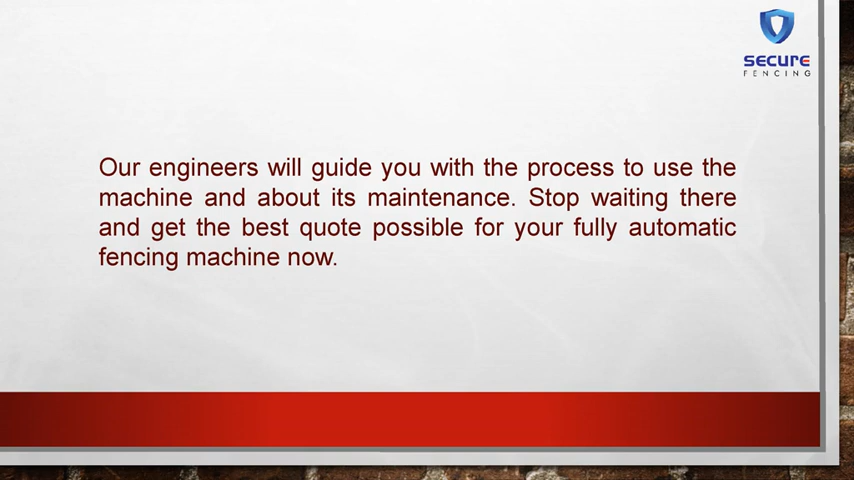 SECURE
FENCING
Our engineers will guide you with the process to use the
machine and about its maintenance. Stop waiting there
and get the best quote possible for your fully automatic
fencing machine now.